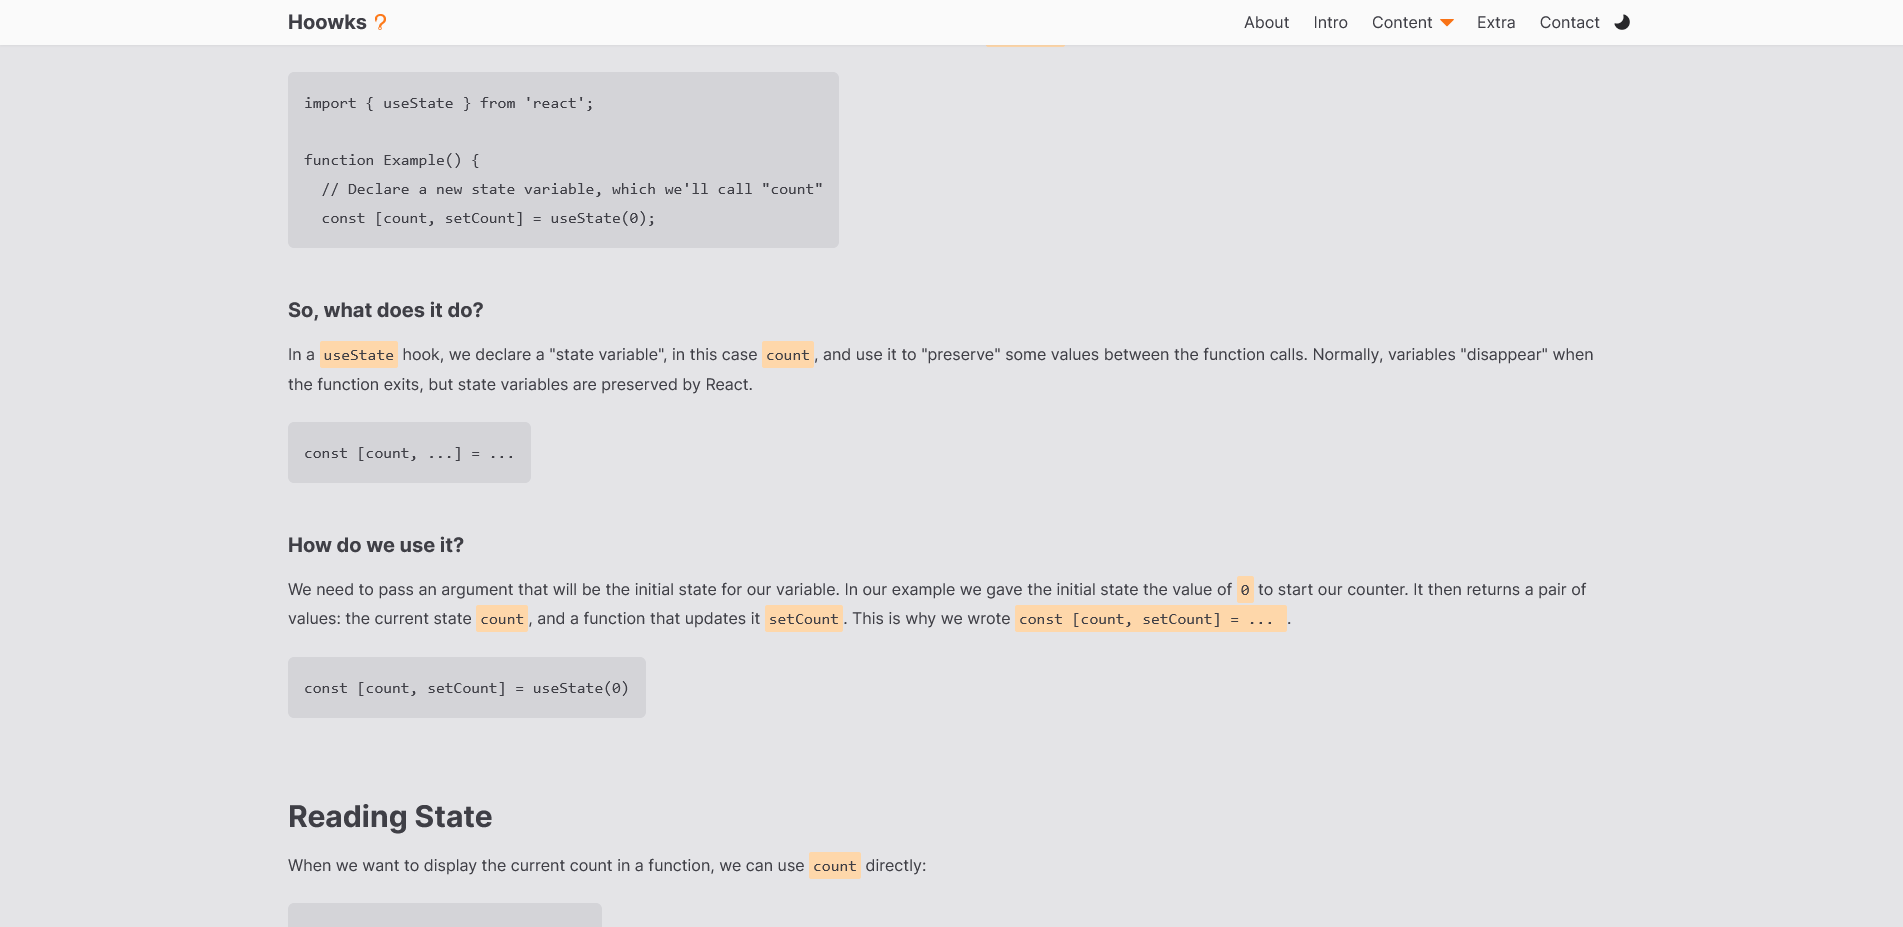 Hoowks ?
About Intro Content Extra Contact
import { useState } from 'react';
function Example() {
  // Declare a new state variable, which we'll call "count"
  const [count, setCount] = useState(0);
So, what does it do?
In a useState hook, we declare a "state variable", in this case count, and use it to "preserve" some values between the function calls. Normally, variables "disappear" when
the function exits, but state variables are preserved by React.
const [count, ...] = ...
How do we use it?
We need to pass an argument that will be the initial state for our variable. In our example we gave the initial state the value of 0 to start our counter. It then returns a pair of
values: the current state count, and a function that updates it setCount. This is why we wrote const [count, setCount] = ... .
const [count, setCount] = useState(0)
Reading State
When we want to display the current count in a function, we can use count directly: